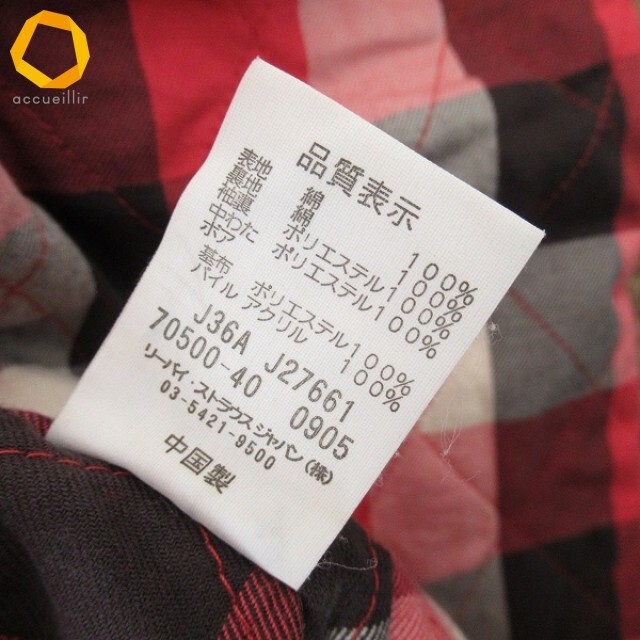 accueillir
品質表示
表地 綿 100%
裏地 綿 100%
袖裏 ポリエステル100%
中わた ポリエステル100%
ボア
基布 ポリエステル100%
パイル アクリル 100%
J36A J27661
70500-40 0905
リーバイ・ストラウス ジャパン(株)
03-5421-9500
中国製